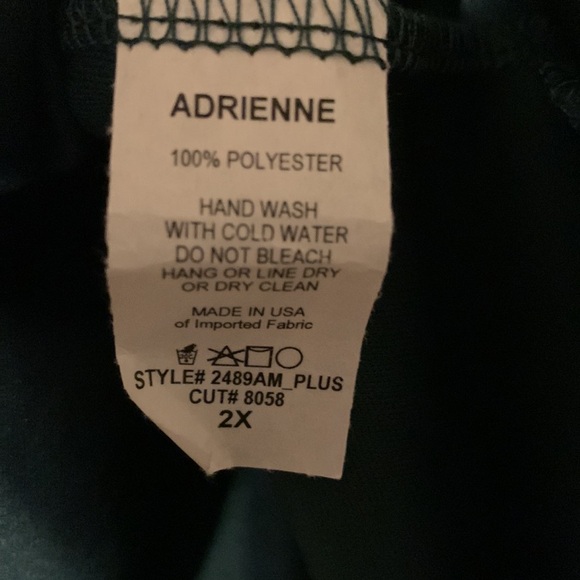 ADRIENNE
100% POLYESTER
HAND WASH
WITH COLD WATER
DO NOT BLEACH
HANG OR LINE DRY
OR DRY CLEAN
MADE IN USA
of Imported Fabric
STYLE# 2489AM_PLUS
CUT# 8058
2X